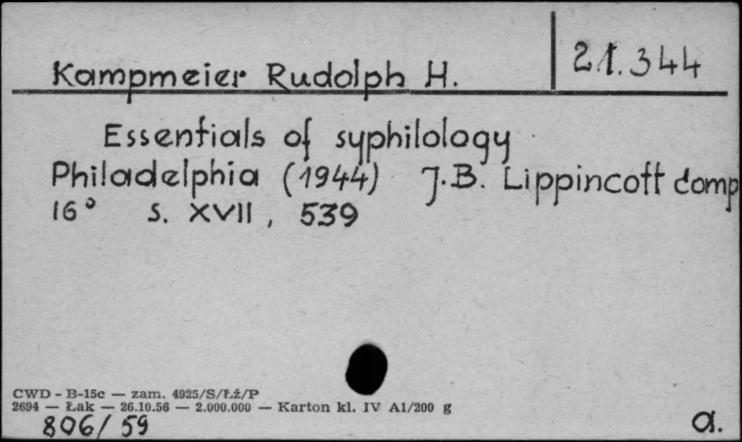 Kampmeier Rudolph H.
21.344
Essentials of syphilology
Philadelphia (1944) J.B. Lippincott Comp
16° S. XVII, 539
CWD - B-15c — zam. 4925/S/Łż/P
2694 — Łak — 26.10.56 — 2.000.000 — Karton kl. IV A1/200 g
806/59
a.